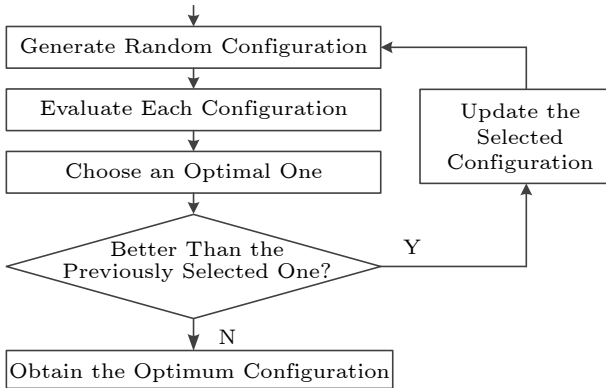 Generate Random Configuration
Evaluate Each Configuration
Choose an Optimal One
Better Than the
Previously Selected One?
Y
Update the
Selected
Configuration
N
Obtain the Optimum Configuration